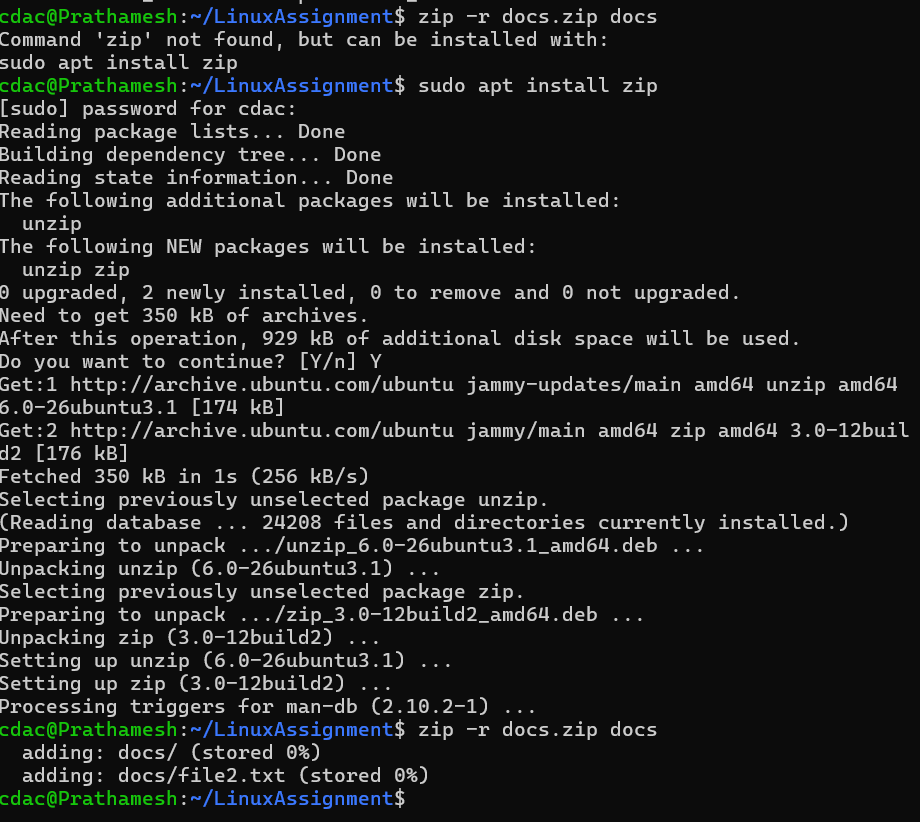 cdac@Prathamesh:~/LinuxAssignment$ zip -r docs.zip docs
Command 'zip' not found, but can be installed with:
sudo apt install zip
cdac@Prathamesh:~/LinuxAssignment$ sudo apt install zip
[sudo] password for cdac:
Reading package lists... Done
Building dependency tree... Done
Reading state information... Done
The following additional packages will be installed:
  unzip
The following NEW packages will be installed:
  unzip zip
0 upgraded, 2 newly installed, 0 to remove and 0 not upgraded.
Need to get 350 kB of archives.
After this operation, 929 kB of additional disk space will be used.
Do you want to continue? [Y/n] Y
Get:1 http://archive.ubuntu.com/ubuntu jammy-updates/main amd64 unzip amd64
6.0-26ubuntu3.1 [174 kB]
Get:2 http://archive.ubuntu.com/ubuntu jammy/main amd64 zip amd64 3.0-12buil
d2 [176 kB]
Fetched 350 kB in 1s (256 kB/s)
Selecting previously unselected package unzip.
(Reading database ... 24208 files and directories currently installed.)
Preparing to unpack .../unzip_6.0-26ubuntu3.1_amd64.deb ...
Unpacking unzip (6.0-26ubuntu3.1) ...
Selecting previously unselected package zip.
Preparing to unpack .../zip_3.0-12build2_amd64.deb ...
Unpacking zip (3.0-12build2) ...
Setting up unzip (6.0-26ubuntu3.1) ...
Setting up zip (3.0-12build2) ...
Processing triggers for man-db (2.10.2-1) ...
cdac@Prathamesh:~/LinuxAssignment$ zip -r docs.zip docs
  adding: docs/ (stored 0%)
  adding: docs/file2.txt (stored 0%)
cdac@Prathamesh:~/LinuxAssignment$